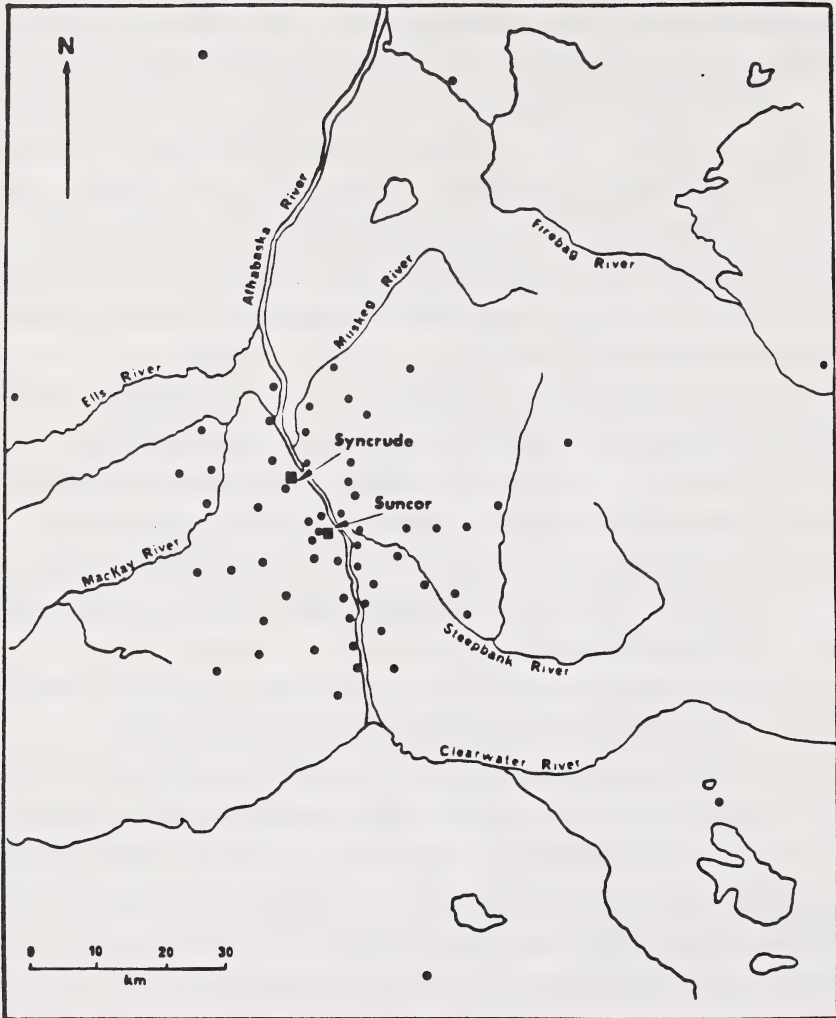 N
Athabaska River
Firebag River
Muskeg River
Ells River
Syncrude
Suncor
MacKay River
Steepbank River
Clearwater River
0 10 20 30
km